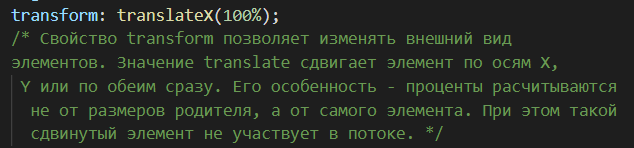 transform: translateX(100%);
/* Свойство transform позволяет изменять внешний вид
элементов. Значение translate сдвигает элемент по осям X,
Y или по обеим сразу. Его особенность - проценты расчитываются
не от размеров родителя, а от самого элемента. При этом такой
сдвинутый элемент не участвует в потоке. */